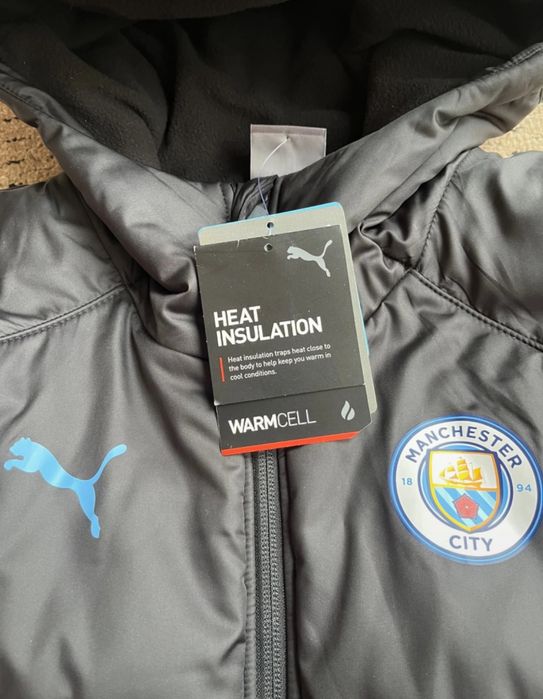 HEAT
INSULATION
Heat insulation traps heat close to
the body to help keep you warm in
cool conditions.
WARMCELL
MANCHESTER
18 94
CITY